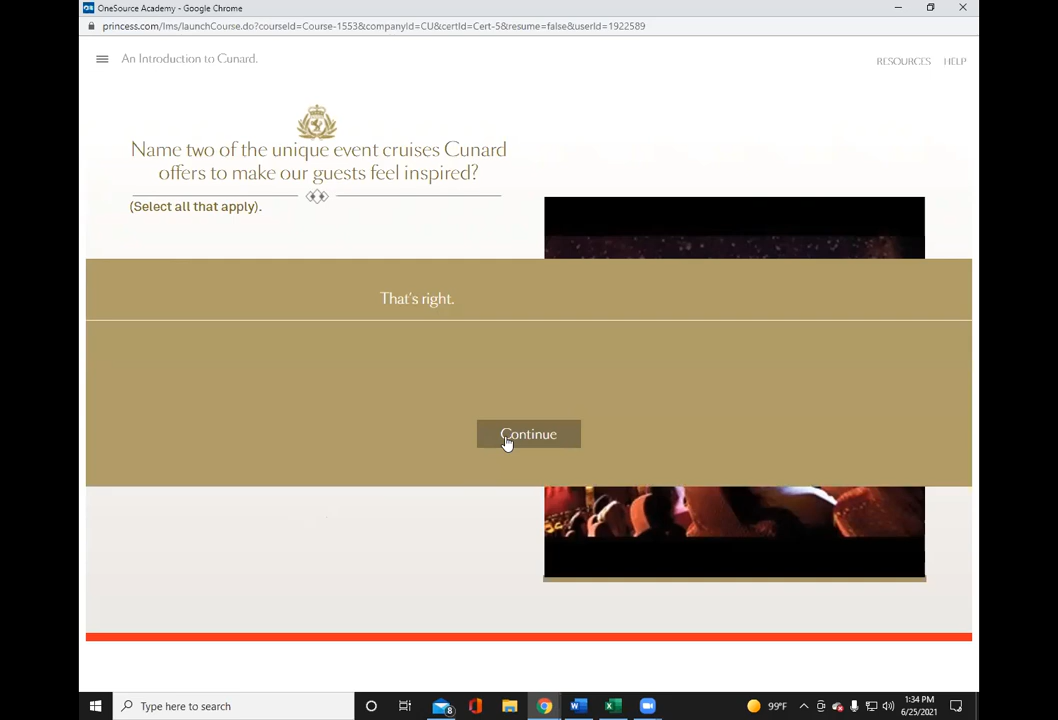 OneSource Academy - Google Chrome
princess.com/lms/launchCourse.do?courseId=Course-1553&companyId=CU&certId=Cert-5&resume=false&userId=1922589
An Introduction to Cunard.
RESOURCES HELP
Name two of the unique event cruises Cunard
offers to make our guests feel inspired?
(Select all that apply).
That's right.
Continue
Type here to search
8
99°F
1:34 PM
6/25/2021